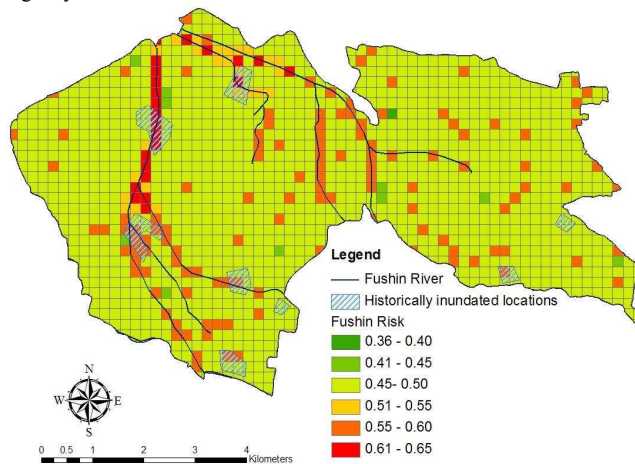 Legend
Fushin River
Historically inundated locations
Fushin Risk
0.36 - 0.40
0.41 - 0.45
0.45- 0.50
0.51 - 0.55
0.55 - 0.60
0.61 - 0.65
N
W E
S
0 0.5 1 2 3 4
Kilometers